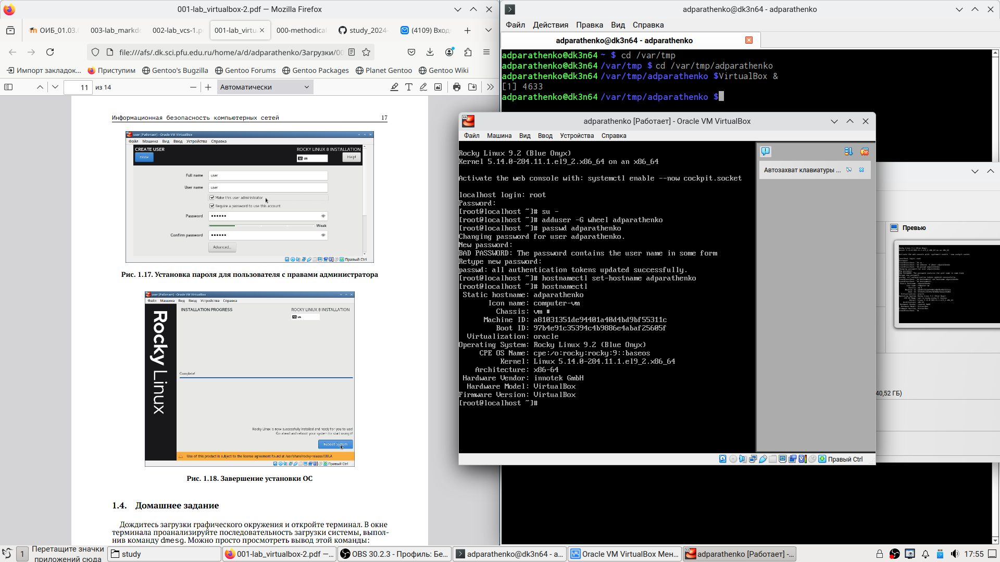 001-lab_virtualbox-2.pdf — Mozilla Firefox
ОИБ_01.03.
003-lab_markd
002-lab_vcs-1.p
001-lab_virtu
000-methodical
study_2024-
(4109) Вход
file:///afs/.dk.sci.pfu.edu.ru/home/a/d/adparathenko/Загрузки/00
Импорт закладок...
Приступим
Gentoo's Bugzilla
Gentoo Forums
Gentoo Packages
Planet Gentoo
Gentoo Wiki
11 из 14
Автоматически
Информационная безопасность компьютерных сетей 17
user [Работает] - Oracle VM VirtualBox
Файл Машина Вид Ввод Устройства Справка
CREATE USER ROCKY LINUX 8 INSTALLATION
Done us Help!
Full name user
User name user
Make this user administrator
Require a password to use this account
Password ••••••
Weak
Confirm password ••••••
Advanced...
Правый Ctrl
Рис. 1.17. Установка пароля для пользователя с правами администратора
user [Работает] - Oracle VM VirtualBox
Файл Машина Вид Ввод Устройства Справка
Rocky Linux
INSTALLATION PROGRESS ROCKY LINUX 8 INSTALLATION
us
Complete!
Rocky Linux is now successfully installed and ready for you to use!
Go ahead and reboot your system to start using it!
Reboot System
Use of this product is subject to the license agreement found at /usr/share/rocky-release/EULA
Правый Ctrl
Рис. 1.18. Завершение установки ОС
1.4. Домашнее задание
Дождитесь загрузки графического окружения и откройте терминал. В окне
терминала проанализируйте последовательность загрузки системы, выпол-
нив команду dmesg. Можно просто просмотреть вывод этой команды:
adparathenko@dk3n64 - adparathenko
Файл Действия Правка Вид Справка
adparathenko@dk3n64 - adparathenko
adparathenko@dk3n64 ~ $ cd /var/tmp
adparathenko@dk3n64 /var/tmp $ cd /var/tmp/adparathenko
adparathenko@dk3n64 /var/tmp/adparathenko $VirtualBox &
[1] 4633
adparathenko@dk3n64 /var/tmp/adparathenko $
adparathenko [Работает] - Oracle VM VirtualBox
Файл Машина Вид Ввод Устройства Справка
Rocky Linux 9.2 (Blue Onyx)
Kernel 5.14.0-284.11.1.el9_2.x86_64 on an x86_64
Activate the web console with: systemctl enable --now cockpit.socket
localhost login: root
Password:
[root@localhost ~]# su -
[root@localhost ~]# adduser -G wheel adparathenko
[root@localhost ~]# passwd adparathenko
Changing password for user adparathenko.
New password:
BAD PASSWORD: The password contains the user name in some form
Retype new password:
passwd: all authentication tokens updated successfully.
[root@localhost ~]# hostnamectl set-hostname adparathenko
[root@localhost ~]# hostnamectl
Static hostname: adparathenko
Icon name: computer-vm
Chassis: vm
Machine ID: a81031351de94401a40d4bd9bf55311c
Boot ID: 97b4e91c35394c4b9886e4abaf25605f
Virtualization: oracle
Operating System: Rocky Linux 9.2 (Blue Onyx)
CPE OS Name: cpe:/o:rocky:rocky:9::baseos
Kernel: Linux 5.14.0-284.11.1.el9_2.x86_64
Architecture: x86-64
Hardware Vendor: innotek GmbH
Hardware Model: VirtualBox
Firmware Version: VirtualBox
[root@localhost ~]#
Автозахват клавиатуры ...
Правый Ctrl
Превью
40,52 ГБ)
1
Перетащите значки
приложений сюда
study
001-lab_virtualbox-2.pdf —...
OBS 30.2.3 - Профиль: Бе...
adparathenko@dk3n64 - a...
Oracle VM VirtualBox Мен...
adparathenko [Работает] -...
17:55